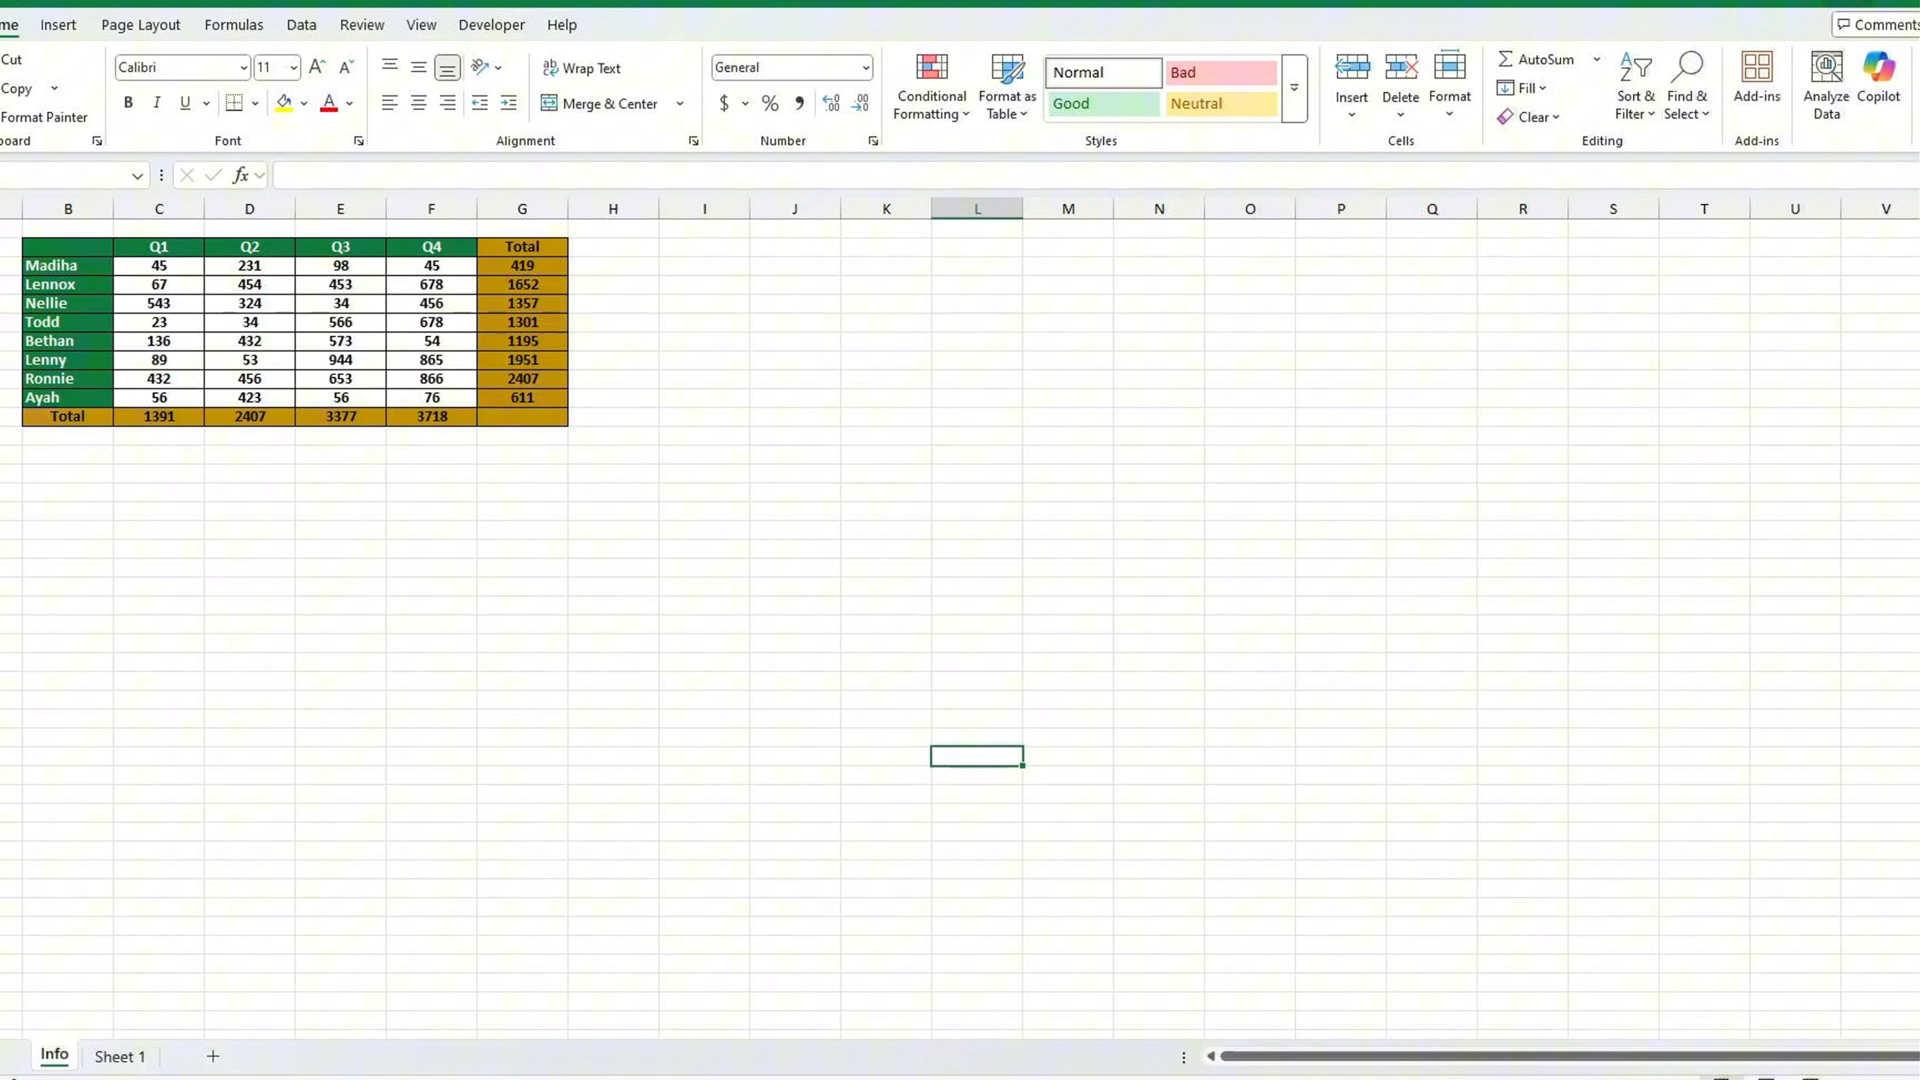 me Insert Page Layout Formulas Data Review View Developer Help Comments
Cut
Copy
Format Painter
board
Calibri 11
B I U A
Font
ab Wrap Text
Merge & Center
Alignment
General
$ % , .00
Number
Conditional Formatting
Format as Table
Normal Bad
Good Neutral
Styles
Insert Delete Format
Cells
AutoSum
Fill
Clear
Sort & Filter
Find & Select
Editing
Add-ins
Add-ins
Analyze Data
Copilot
fx
B C D E F G H I J K L M N O P Q R S T U V
Q1 Q2 Q3 Q4 Total
Madiha 45 231 98 45 419
Lennox 67 454 453 678 1652
Nellie 543 324 34 456 1357
Todd 23 34 566 678 1301
Bethan 136 432 573 54 1195
Lenny 89 53 944 865 1951
Ronnie 432 456 653 866 2407
Ayah 56 423 56 76 611
Total 1391 2407 3377 3718
Info Sheet 1 +